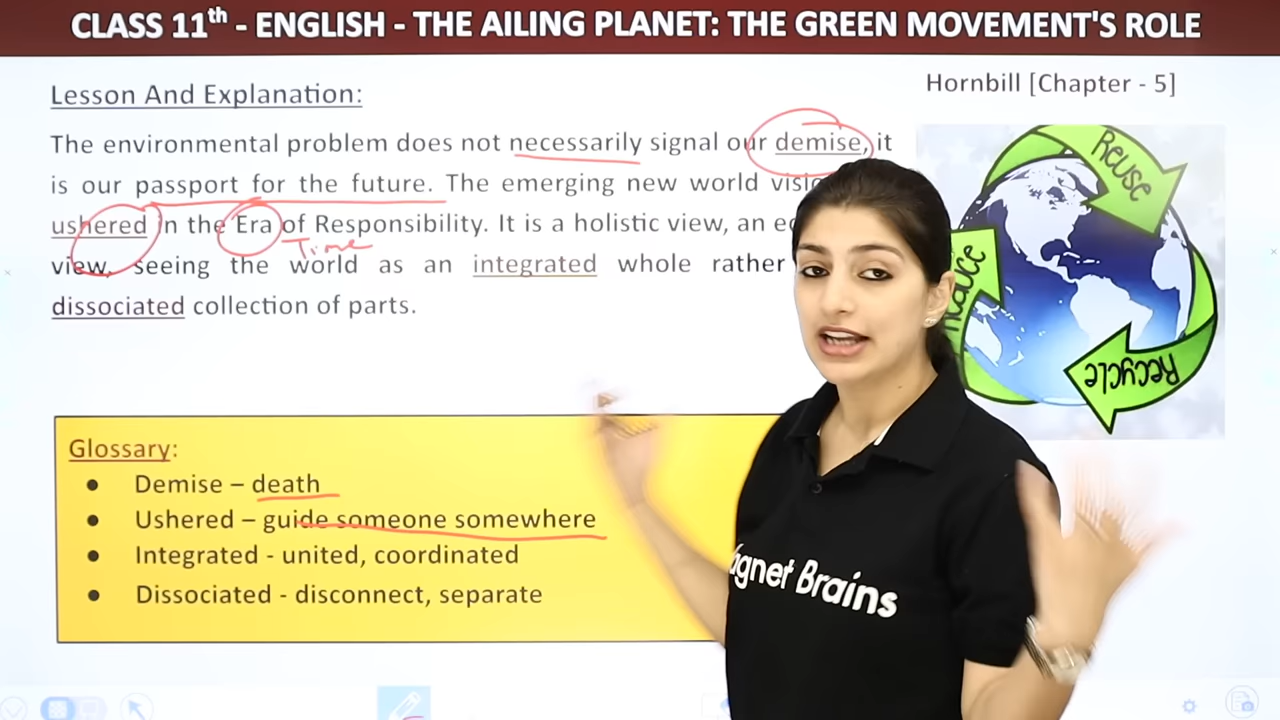 CLASS 11th - ENGLISH - THE AILING PLANET: THE GREEN MOVEMENT'S ROLE
Hornbill [Chapter - 5]
Lesson And Explanation:
The environmental problem does not necessarily signal our demise, it
is our passport for the future. The emerging new world
ushered in the Era of Responsibility. It is a holistic view, an
Time
view, seeing the world as an integrated whole rather
dissociated collection of parts.
Reuse
Recycle
Glossary:
● Demise – death
● Ushered – guide someone somewhere
● Integrated - united, coordinated
● Dissociated - disconnect, separate
Brains